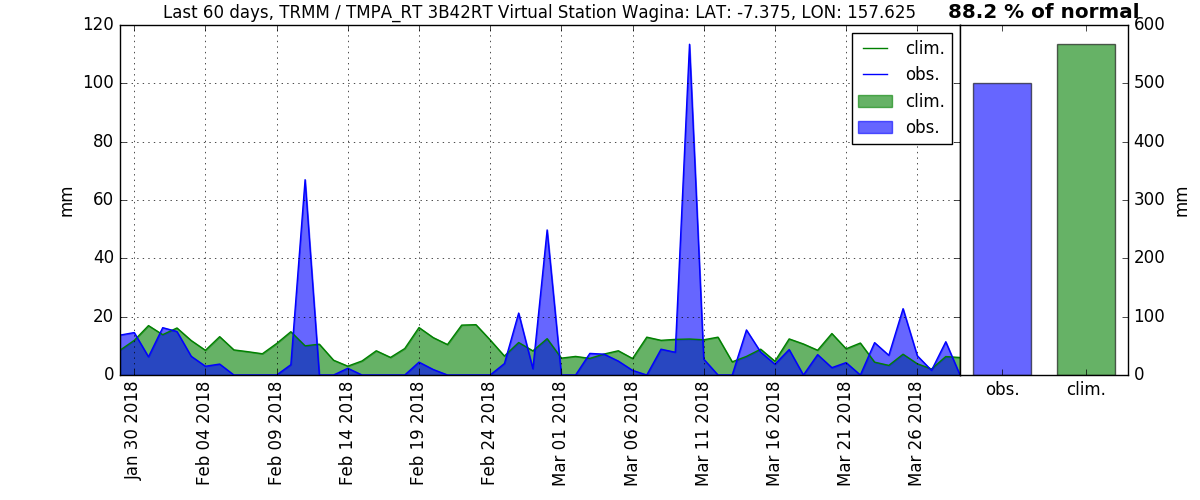 Last 60 days, TRMM / TMPA_RT 3B42RT Virtual Station Wagina: LAT: -7.375, LON: 157.625
88.2 % of normal
120
100
80
60
40
20
0
mm
clim.
obs.
clim.
obs.
600
500
400
300
200
100
0
mm
Jan 30 2018
Feb 04 2018
Feb 09 2018
Feb 14 2018
Feb 19 2018
Feb 24 2018
Mar 01 2018
Mar 06 2018
Mar 11 2018
Mar 16 2018
Mar 21 2018
Mar 26 2018
obs.
clim.